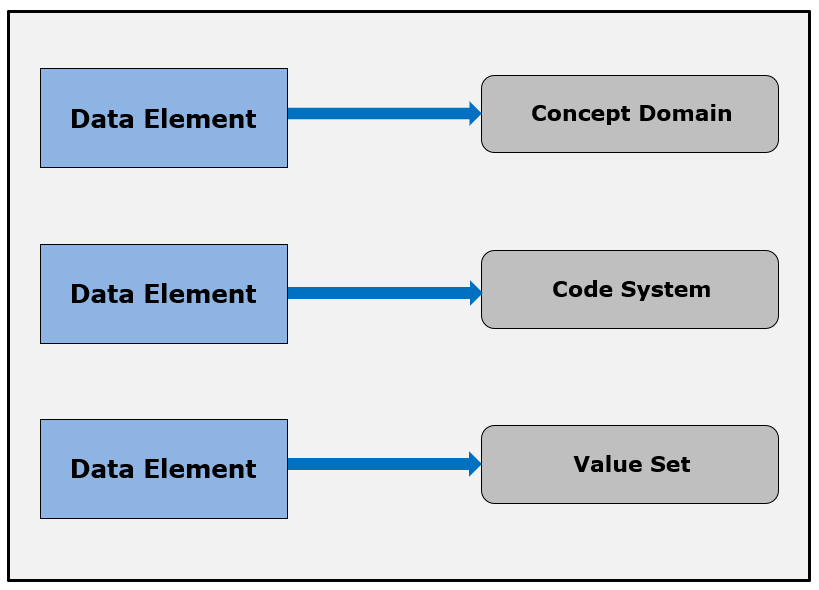 Data Element
Concept Domain
Data Element
Code System
Data Element
Value Set